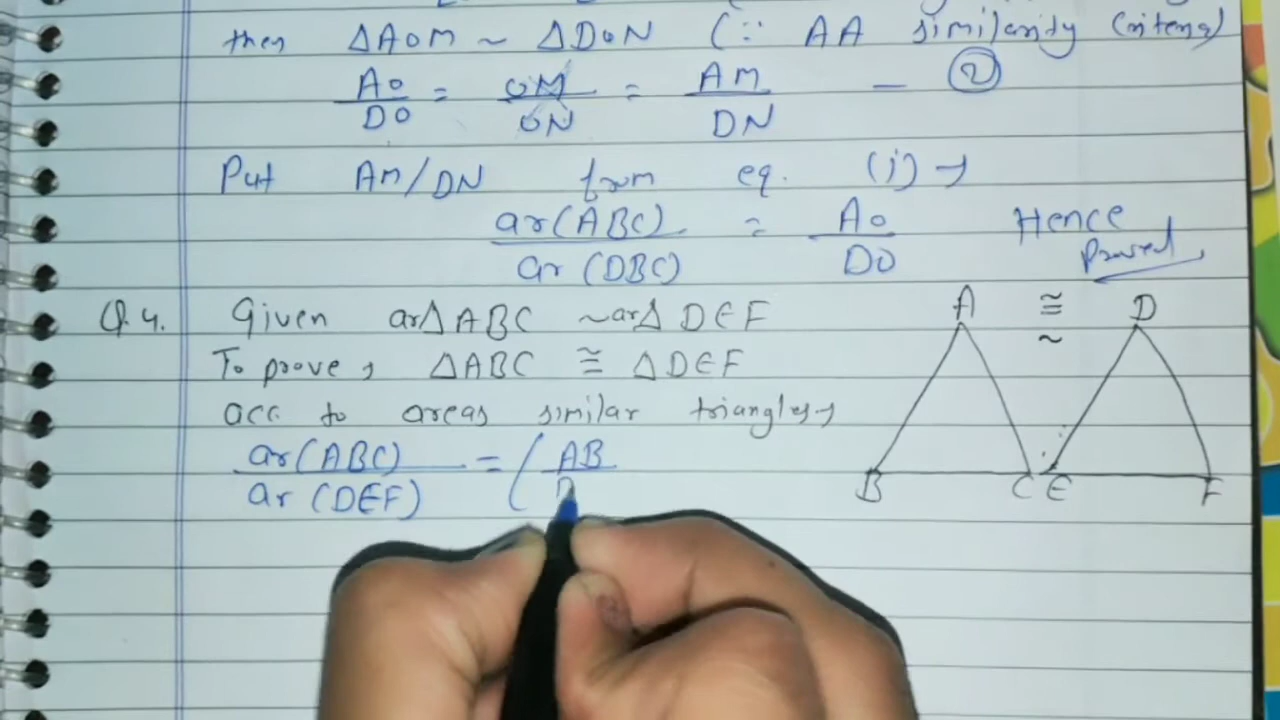 then ΔAOM ~ ΔDON (∵ AA similarity criteria)
AO/DO = OM/ON = AM/DN — (2)
Put AM/DN from eq. (i) →
ar(ABC)/ar(DBC) = AO/DO Hence Proved
Q.4. Given arΔABC ~arΔDEF
To prove, ΔABC ≅ ΔDEF
acc to areas similar triangles→
ar(ABC)/ar(DEF) = (AB/D
A ≅ D
~
B C E F